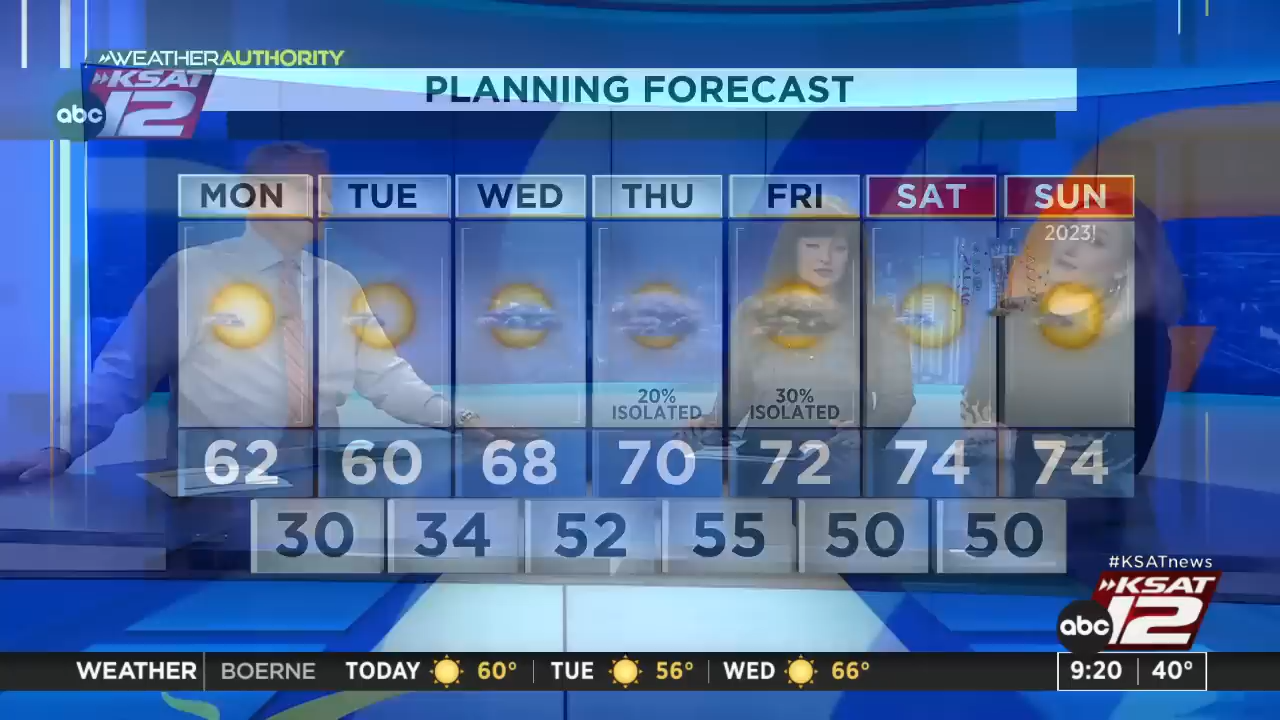 WEATHERAUTHORITY
KSAT
abc 12
PLANNING FORECAST
MON TUE WED THU FRI SAT SUN
2023!
20% 30%
ISOLATED ISOLATED
62 60 68 70 72 74 74
30 34 52 55 50 50
#KSATnews
KSAT
abc 12
WEATHER BOERNE TODAY 60° TUE 56° WED 66° 9:20 40°